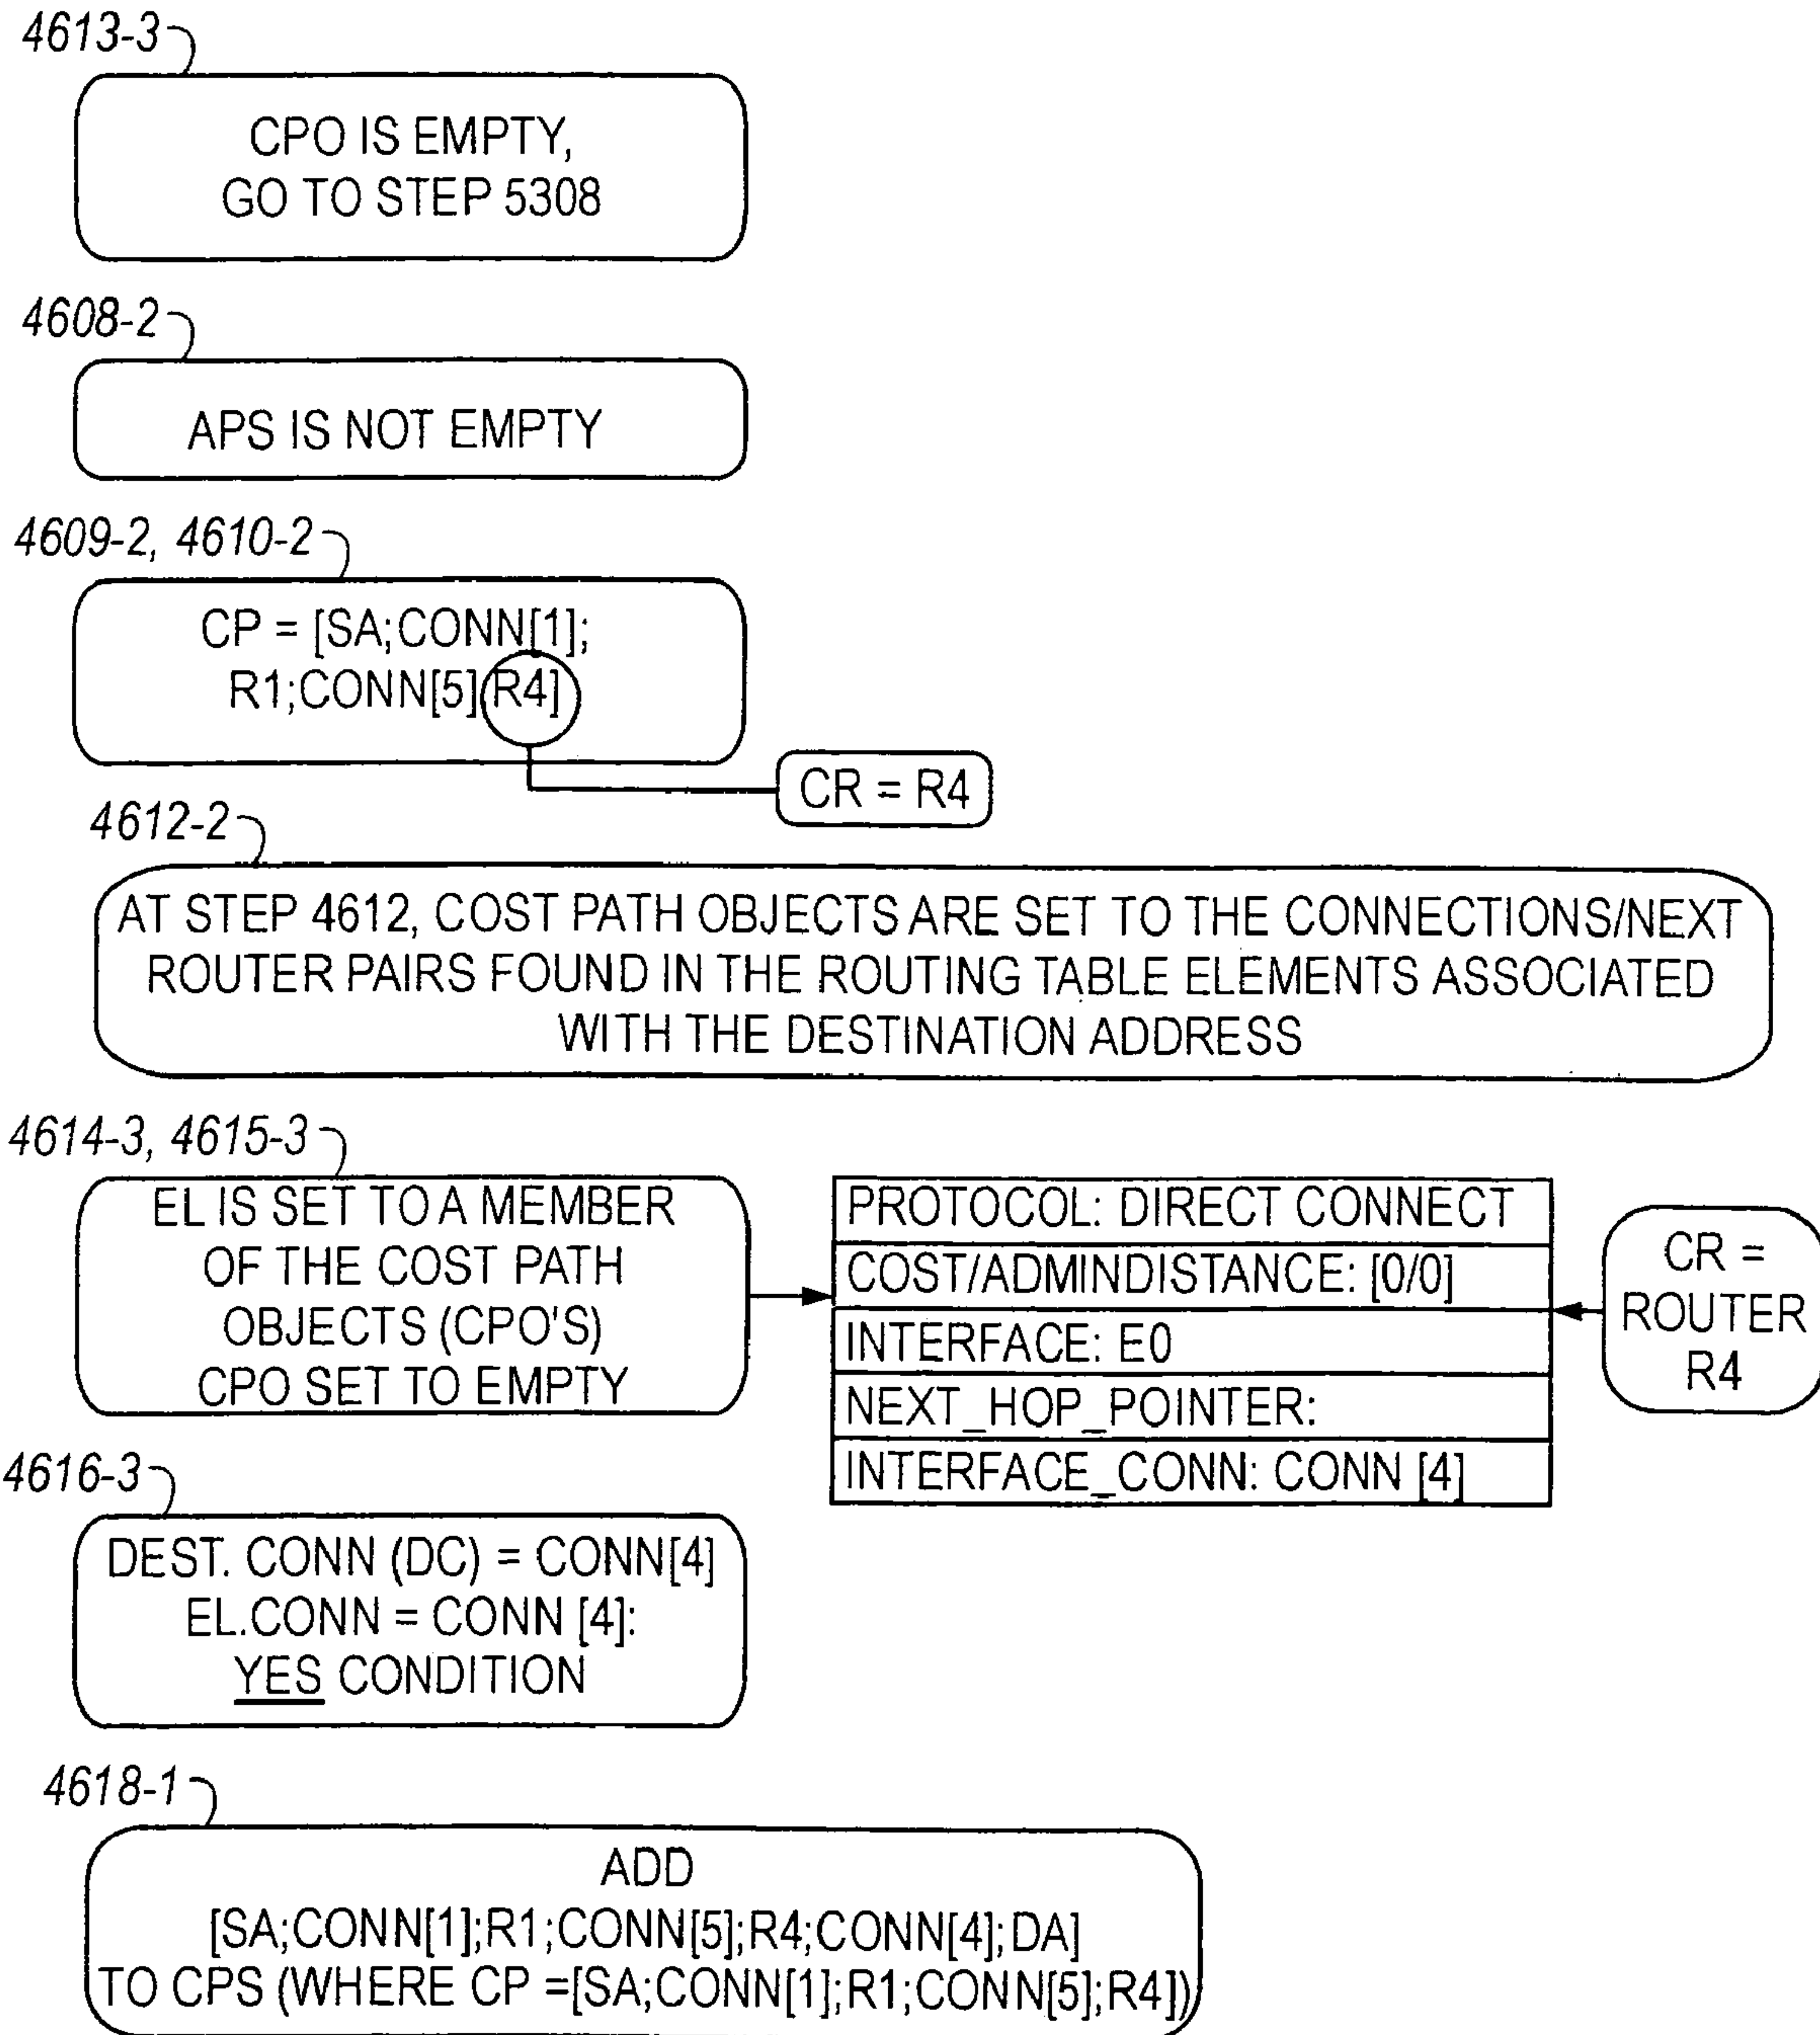 4613-3
CPO IS EMPTY,
GO TO STEP 5308
4608-2
APS IS NOT EMPTY
4609-2, 4610-2
CP = [SA;CONN[1];
R1;CONN[5] R4]
CR = R4
4612-2
AT STEP 4612, COST PATH OBJECTS ARE SET TO THE CONNECTIONS/NEXT
ROUTER PAIRS FOUND IN THE ROUTING TABLE ELEMENTS ASSOCIATED
WITH THE DESTINATION ADDRESS
4614-3, 4615-3
EL IS SET TO A MEMBER
OF THE COST PATH
OBJECTS (CPO'S)
CPO SET TO EMPTY
PROTOCOL: DIRECT CONNECT
COST/ADMINDISTANCE: [0/0]
INTERFACE: E0
NEXT_HOP_POINTER:
INTERFACE_CONN: CONN [4]
CR =
ROUTER
R4
4616-3
DEST. CONN (DC) = CONN[4]
EL.CONN = CONN [4]:
YES CONDITION
4618-1
ADD
[SA;CONN[1];R1;CONN[5];R4;CONN[4];DA]
TO CPS (WHERE CP =[SA;CONN[1];R1;CONN[5];R4])